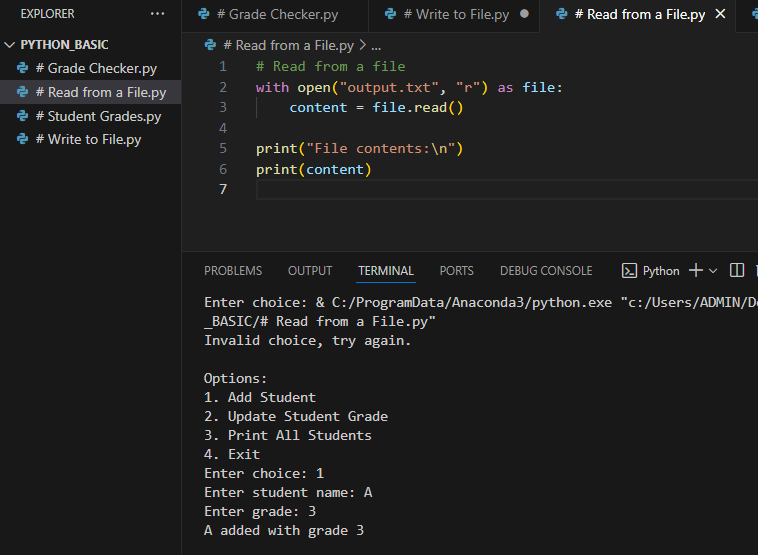 EXPLORER
PYTHON_BASIC
# Grade Checker.py
# Read from a File.py
# Student Grades.py
# Write to File.py
# Grade Checker.py # Write to File.py # Read from a File.py
# Read from a File.py > ...
1 # Read from a file
2 with open("output.txt", "r") as file:
3 content = file.read()
4
5 print("File contents:\n")
6 print(content)
7
PROBLEMS OUTPUT TERMINAL PORTS DEBUG CONSOLE Python
Enter choice: & C:/ProgramData/Anaconda3/python.exe "c:/Users/ADMIN/D
_BASIC/# Read from a File.py"
Invalid choice, try again.
Options:
1. Add Student
2. Update Student Grade
3. Print All Students
4. Exit
Enter choice: 1
Enter student name: A
Enter grade: 3
A added with grade 3